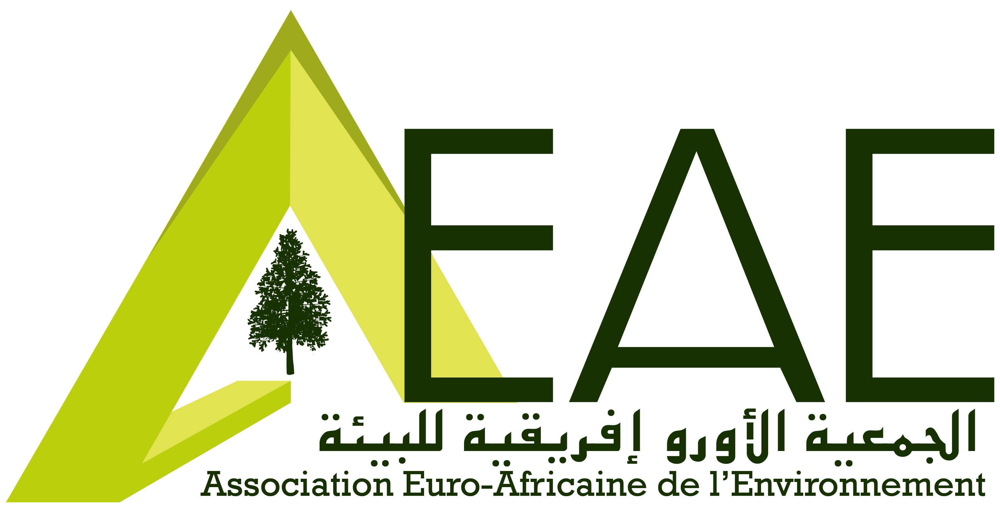 AEAE
الجمعية الأورو إفريقية للبيئة
Association Euro-Africaine de l'Environnement